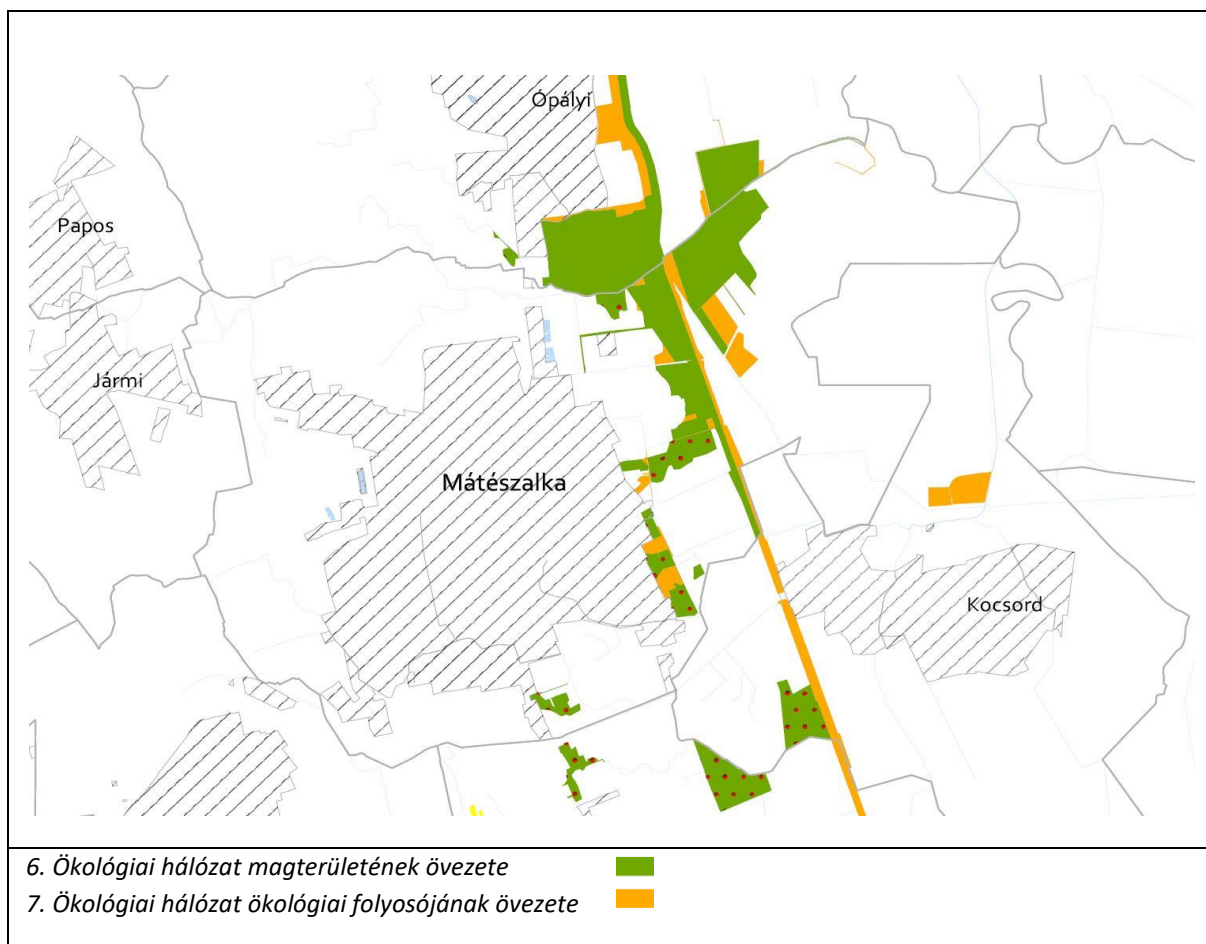 Ópályi
Papos
Jármi
Mátészalka
Kocsord
6. Ökológiai hálózat magterületének övezete
7. Ökológiai hálózat ökológiai folyosójának övezete